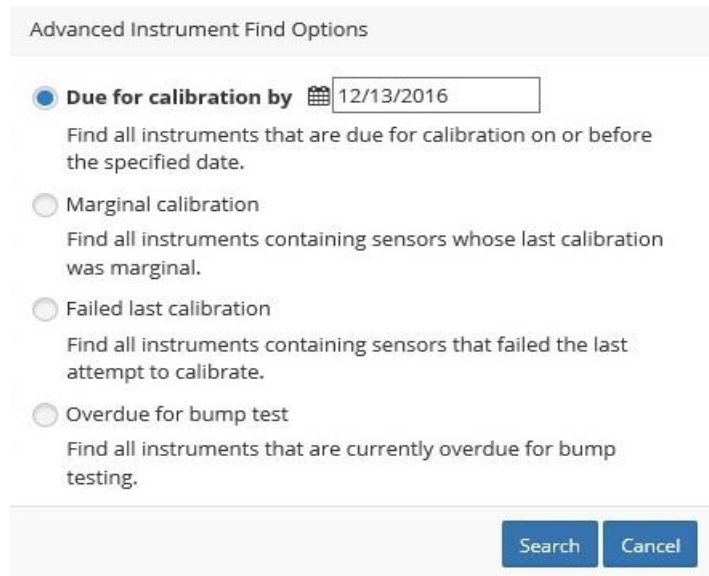 Advanced Instrument Find Options
Due for calibration by 12/13/2016
Find all instruments that are due for calibration on or before
the specified date.
Marginal calibration
Find all instruments containing sensors whose last calibration
was marginal.
Failed last calibration
Find all instruments containing sensors that failed the last
attempt to calibrate.
Overdue for bump test
Find all instruments that are currently overdue for bump
testing.
Search Cancel